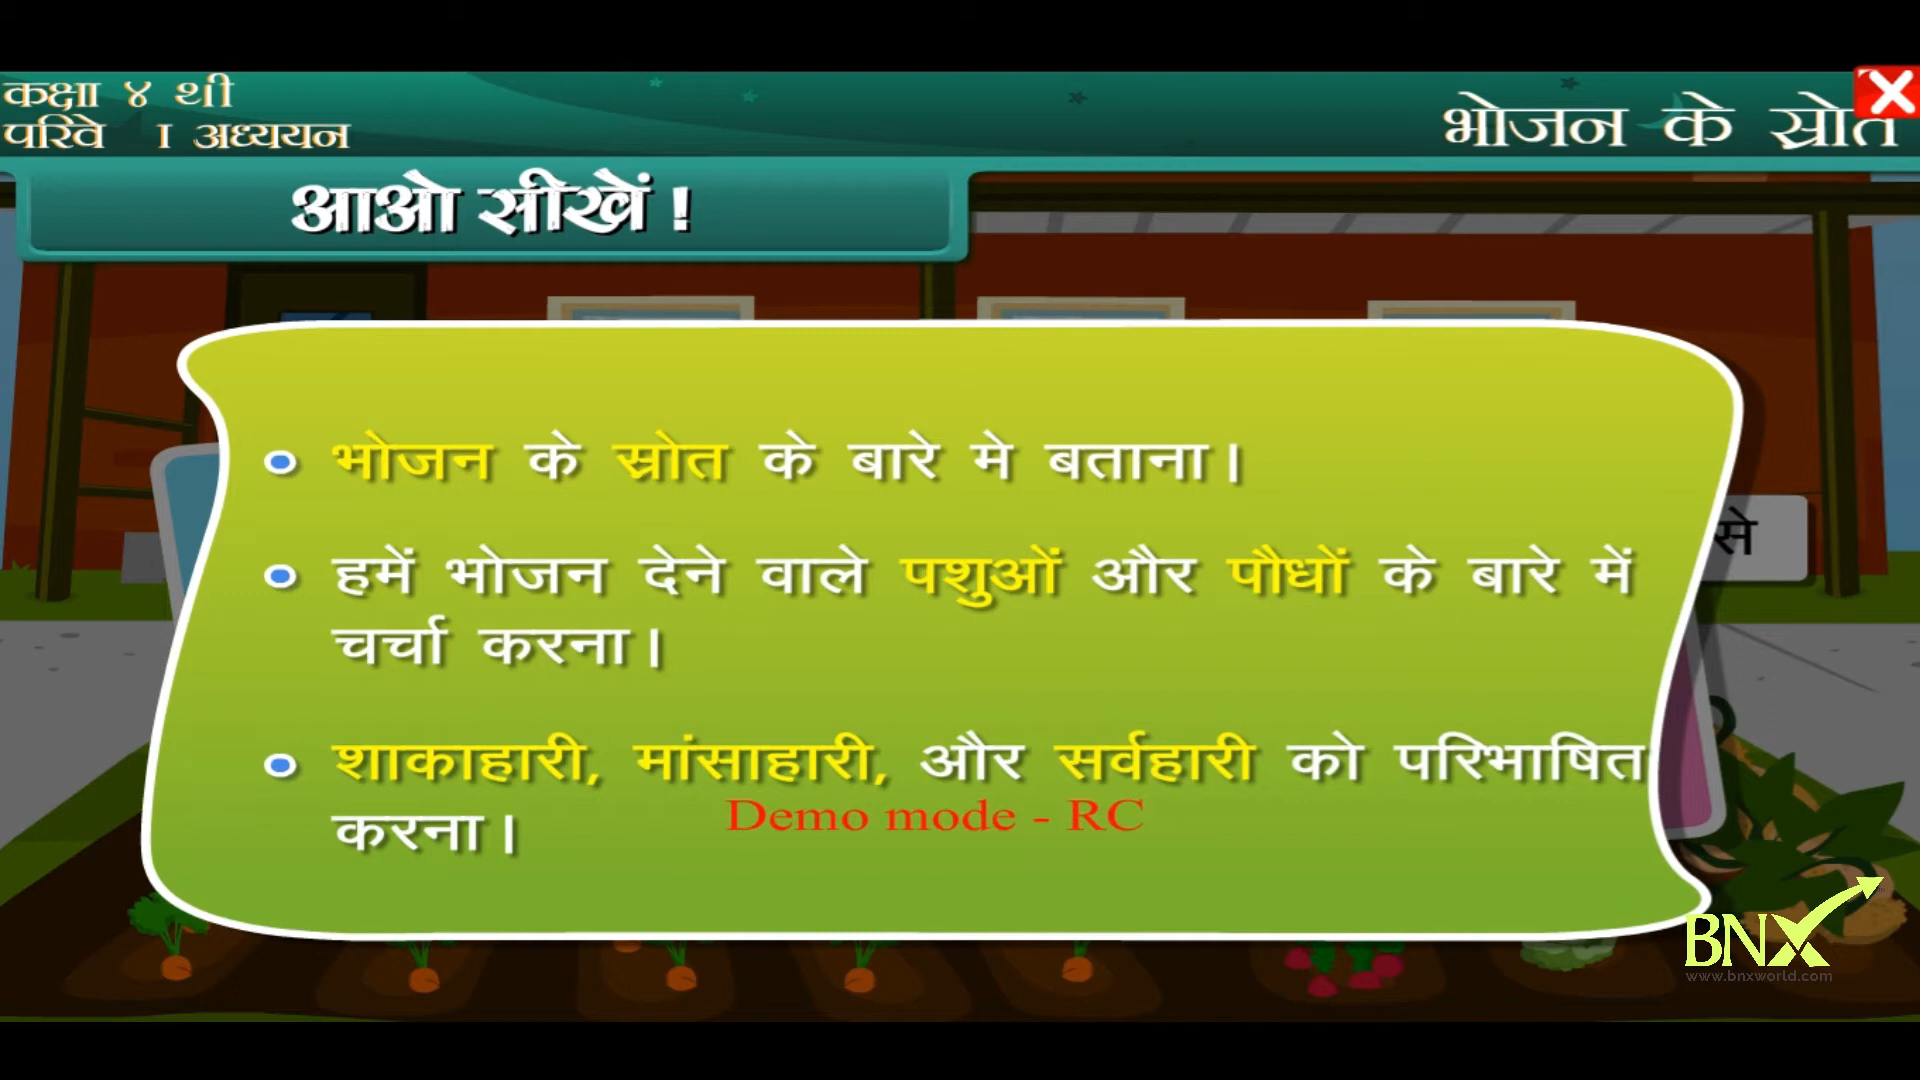 कक्षा ४ थी
परिवे । अध्ययन
भोजन के स्रोत
आओ सीखें !
भोजन के स्रोत के बारे मे बताना।
हमें भोजन देने वाले पशुओं और पौधों के बारे में
चर्चा करना।
से
शाकाहारी, मांसाहारी, और सर्वहारी को परिभाषित
करना।
Demo mode - RC
BNX
www.bnxworld.com